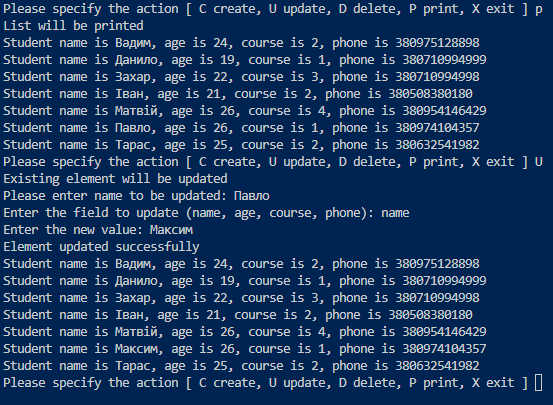 Please specify the action [ C create, U update, D delete, P print, X exit ] p
List will be printed
Student name is Вадим, age is 24, course is 2, phone is 380975128898
Student name is Данило, age is 19, course is 1, phone is 380710994999
Student name is Захар, age is 22, course is 3, phone is 380710994998
Student name is Іван, age is 21, course is 2, phone is 380508380180
Student name is Матвій, age is 26, course is 4, phone is 380954146429
Student name is Павло, age is 26, course is 1, phone is 380974104357
Student name is Тарас, age is 25, course is 2, phone is 380632541982
Please specify the action [ C create, U update, D delete, P print, X exit ] U
Existing element will be updated
Please enter name to be updated: Павло
Enter the field to update (name, age, course, phone): name
Enter the new value: Максим
Element updated successfully
Student name is Вадим, age is 24, course is 2, phone is 380975128898
Student name is Данило, age is 19, course is 1, phone is 380710994999
Student name is Захар, age is 22, course is 3, phone is 380710994998
Student name is Іван, age is 21, course is 2, phone is 380508380180
Student name is Матвій, age is 26, course is 4, phone is 380954146429
Student name is Максим, age is 26, course is 1, phone is 380974104357
Student name is Тарас, age is 25, course is 2, phone is 380632541982
Please specify the action [ C create, U update, D delete, P print, X exit ]